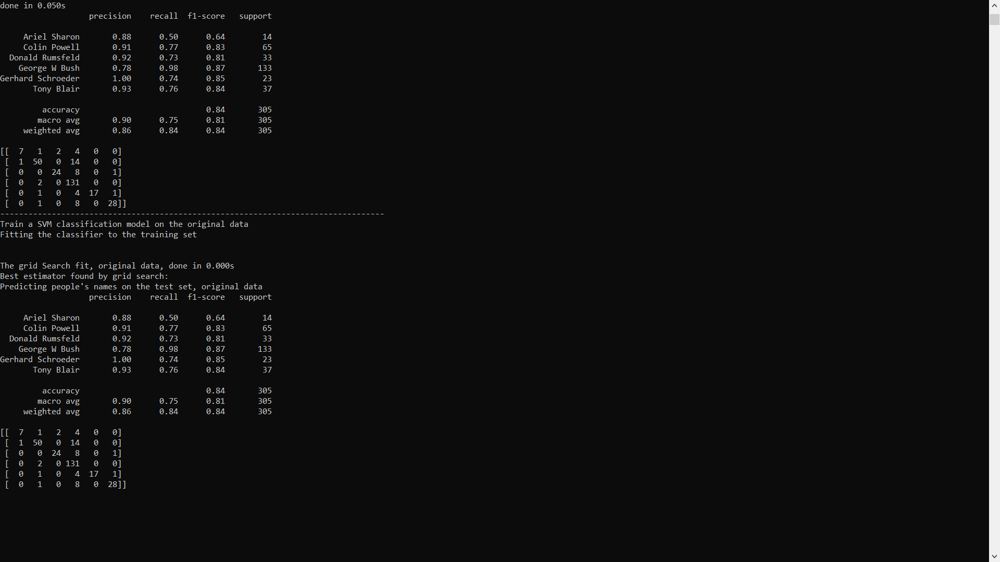 done in 0.050s
                   precision    recall  f1-score   support

     Ariel Sharon       0.88      0.50      0.64        14
     Colin Powell       0.91      0.77      0.83        65
  Donald Rumsfeld       0.92      0.73      0.81        33
    George W Bush       0.78      0.98      0.87       133
Gerhard Schroeder       1.00      0.74      0.85        23
       Tony Blair       0.93      0.76      0.84        37

         accuracy                           0.84       305
        macro avg       0.90      0.75      0.81       305
     weighted avg       0.86      0.84      0.84       305

[[  7   1   2   4   0   0]
 [  1  50   0  14   0   0]
 [  0   0  24   8   0   1]
 [  0   2   0 131   0   0]
 [  0   1   0   4  17   1]
 [  0   1   0   8   0  28]]
----------------------------------------------------------------------------------
Train a SVM classification model on the original data
Fitting the classifier to the training set


The grid Search fit, original data, done in 0.000s
Best estimator found by grid search:
Predicting people's names on the test set, original data
                   precision    recall  f1-score   support

     Ariel Sharon       0.88      0.50      0.64        14
     Colin Powell       0.91      0.77      0.83        65
  Donald Rumsfeld       0.92      0.73      0.81        33
    George W Bush       0.78      0.98      0.87       133
Gerhard Schroeder       1.00      0.74      0.85        23
       Tony Blair       0.93      0.76      0.84        37

         accuracy                           0.84       305
        macro avg       0.90      0.75      0.81       305
     weighted avg       0.86      0.84      0.84       305

[[  7   1   2   4   0   0]
 [  1  50   0  14   0   0]
 [  0   0  24   8   0   1]
 [  0   2   0 131   0   0]
 [  0   1   0   4  17   1]
 [  0   1   0   8   0  28]]